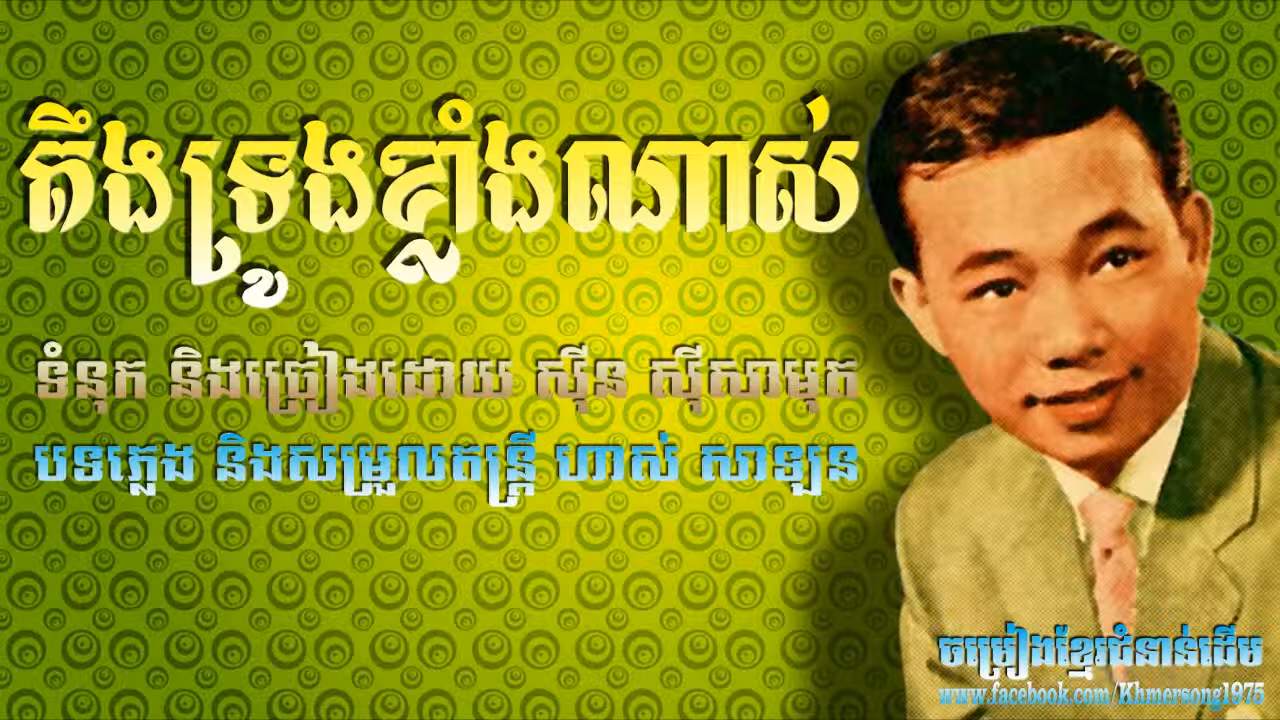 តឹងទ្រូងខ្លាំងណាស់
ទំនុក និងច្រៀងដោយ ស៊ីន ស៊ីសាមុត
បទភ្លេង និងសម្រួលតន្ត្រី ហាស់ សាឡន
ចម្រៀងខ្មែរជំនាន់ដើម
www.facebook.com/Khmersong1975